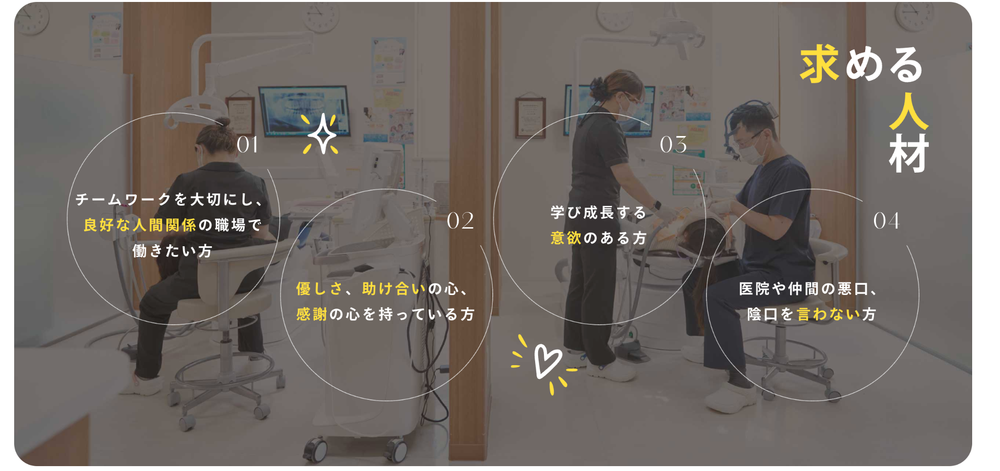 求める
人
材
01
チームワークを大切にし、
良好な人間関係の職場で
働きたい方
02
優しさ、助け合いの心、
感謝の心を持っている方
03
学び成長する
意欲のある方
04
医院や仲間の悪口、
陰口を言わない方